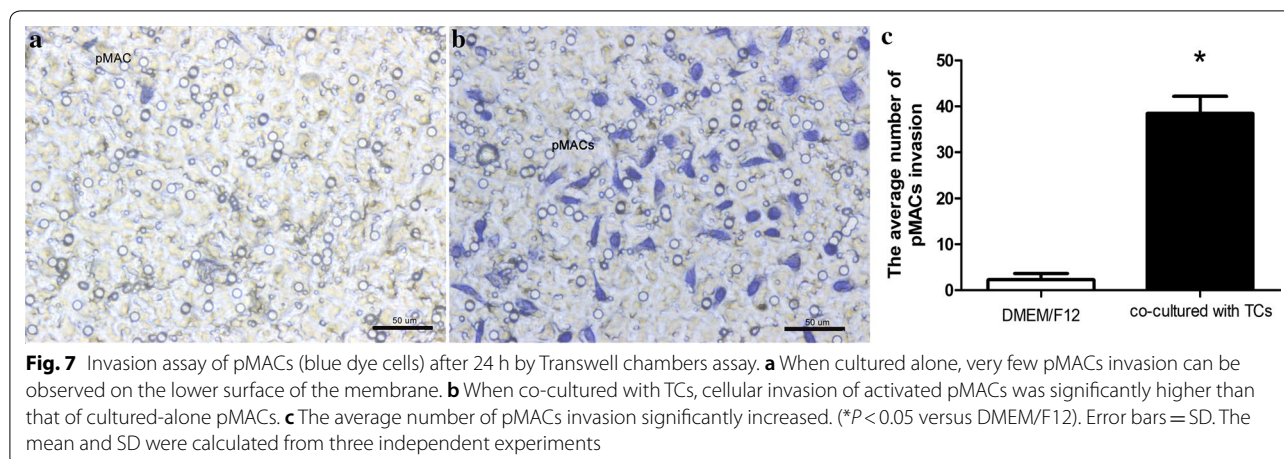 a
pMAC
50 um
b
pMACs
50 um
c
The average number of
pMACs invasion
50
40
30
20
10
0
*
DMEM/F12
co-cultured with TCs
Fig. 7 Invasion assay of pMACs (blue dye cells) after 24 h by Transwell chambers assay. a When cultured alone, very few pMACs invasion can be
observed on the lower surface of the membrane. b When co-cultured with TCs, cellular invasion of activated pMACs was significantly higher than
that of cultured-alone pMACs. c The average number of pMACs invasion significantly increased. (*P < 0.05 versus DMEM/F12). Error bars = SD. The
mean and SD were calculated from three independent experiments